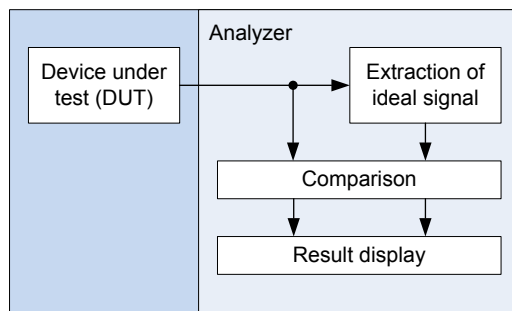 Analyzer
Device under
test (DUT)
Extraction of
ideal signal
Comparison
Result display